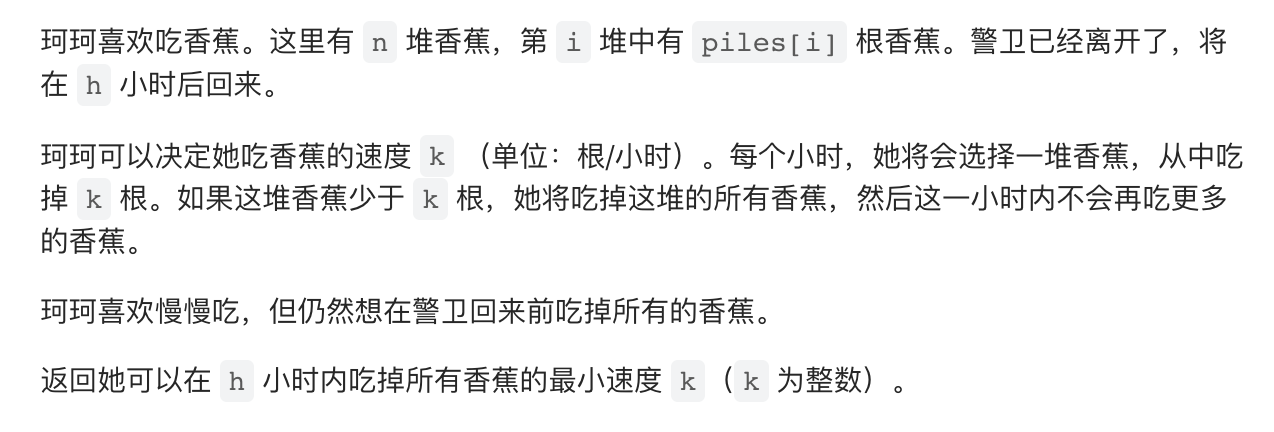 珂珂喜欢吃香蕉。这里有 n 堆香蕉，第 i 堆中有 piles[i] 根香蕉。警卫已经离开了，将
在 h 小时后回来。
珂珂可以决定她吃香蕉的速度 k （单位：根/小时）。每个小时，她将会选择一堆香蕉，从中吃
掉 k 根。如果这堆香蕉少于 k 根，她将吃掉这堆的所有香蕉，然后这一小时内不会再吃更多
的香蕉。
珂珂喜欢慢慢吃，但仍然想在警卫回来前吃掉所有的香蕉。
返回她可以在 h 小时内吃掉所有香蕉的最小速度 k（k 为整数）。